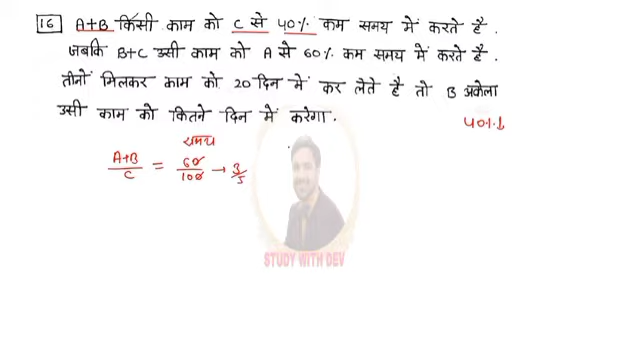 16 A+B किसी काम को C से 40% कम समय में करते है.
जबकि B+C उसी काम को A से 60% कम समय में करते है.
तीनों मिलकर काम को 20 दिन में कर लेते है तो B अकेला
उसी काम को कितने दिन में करेगा.
40%↓
समय
A+B/C = 60/100 → 3/5
STUDY WITH DEV